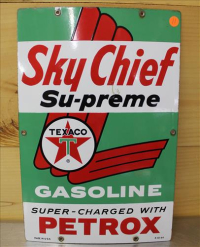 Sky Chief
Su-preme
TEXACO
T
GASOLINE
SUPER-CHARGED WITH
PETROX